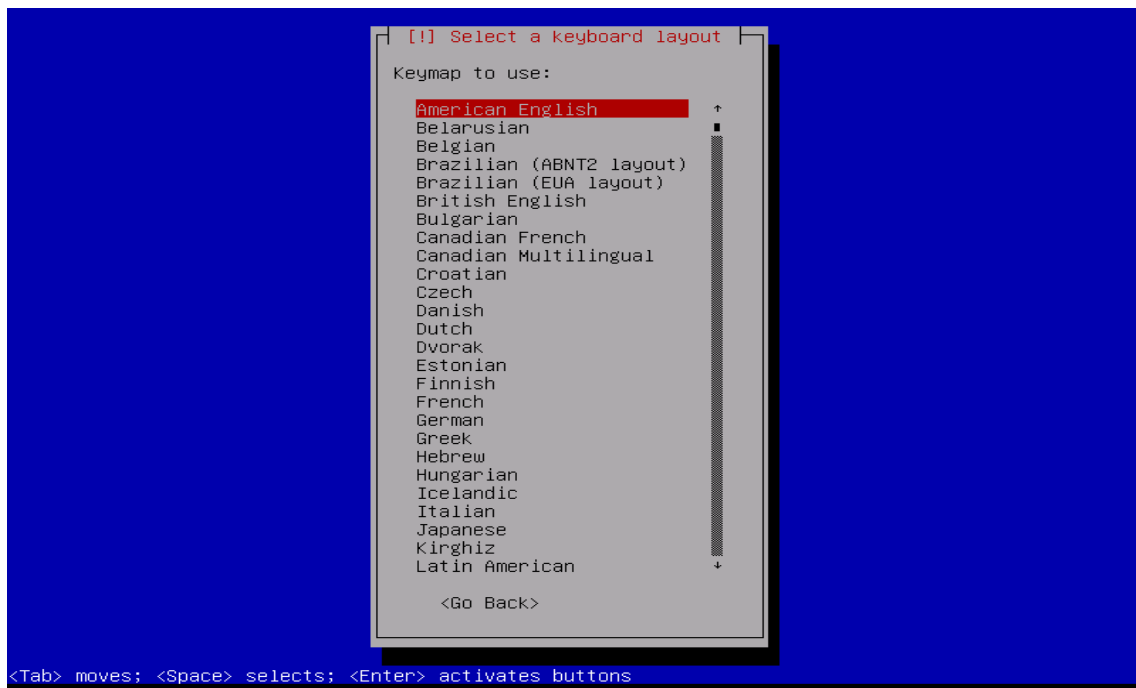 [!] Select a keyboard layout
Keymap to use:
American English
Belarusian
Belgian
Brazilian (ABNT2 layout)
Brazilian (EUA layout)
British English
Bulgarian
Canadian French
Canadian Multilingual
Croatian
Czech
Danish
Dutch
Dvorak
Estonian
Finnish
French
German
Greek
Hebrew
Hungarian
Icelandic
Italian
Japanese
Kirghiz
Latin American
<Go Back>
<Tab> moves; <Space> selects; <Enter> activates buttons